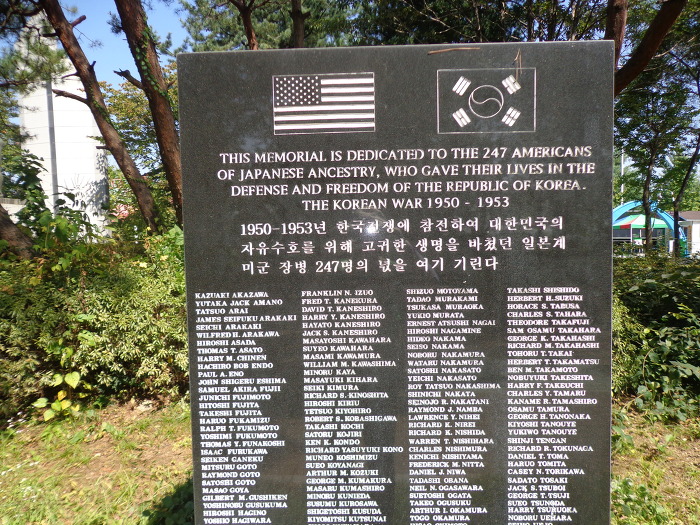 THIS MEMORIAL IS DEDICATED TO THE 247 AMERICANS
OF JAPANESE ANCESTRY, WHO GAVE THEIR LIVES IN THE
DEFENSE AND FREEDOM OF THE REPUBLIC OF KOREA.
THE KOREAN WAR 1950 - 1953
1950-1953년 한국전쟁에 참전하여 대한민국의
자유수호를 위해 고귀한 생명을 바쳤던 일본계
미군 장병 247명의 넋을 여기 기린다
KAZUAKI AKAZAWA
YUTAKA JACK AMANO
TATSUO ARAI
JAMES SEIFUKU ARAKAKI
SEICHI ARAKAKI
WILFRED H. ARAKAWA
HIROSHI ASADA
THOMAS T. ASATO
HARRY M. CHINEN
HACHIRO BOB ENDO
PAUL A. ENO
JOHN SHIGERU ESHIMA
SAMUEL AKIRA FUJII
JUNICHI FUJIMOTO
HITOSHI FUJITA
TAKESHI FUJITA
HARUO FUKAMIZU
RALPH T. FUKUMOTO
YOSHIMI FUKUMOTO
THOMAS Y. FUNAKOSHI
ISAAC FURUKAWA
SEIKEN GANEKU
MITSURU GOTO
RAYMOND GOTO
SATOSHI GOTO
MASAO GOYA
GILBERT M. GUSHIKEN
YOSHINOBU GUSUKUMA
HIROSHI HAGINO
YOSHIO HAGIWARA
FRANKLIN N. IZUO
FRED T. KANEKURA
DAVID T. KANESHIRO
HARRY Y. KANESHIRO
HAYATO KANESHIRO
JACK S. KANESHIRO
MASAYOSHI KAWAHARA
SUYEO KAWAHARA
MASAMI KAWAMURA
WILLIAM M. KAWASHIMA
MINORU KAYA
MASAYUKI KIHARA
SEIKI KIMURA
RICHARD S. KINOSHITA
HIROSHI KIRIU
TETSUO KIYOHIRO
ROBERT S. KOBASHIGAWA
TAKASHI KOCHI
SATORU KOJIRI
KEN K. KONDO
RICHARD YASUYUKI KONO
MUNEO KOSHIMIZU
SUEO KOYANAGI
ARTHUR M. KOZUKI
GEORGE M. KUMAKURA
MASARU KUMASHIRO
MINORU KUNIEDA
SUSUMU KUROSAWA
SHIGETOSHI KUSUDA
KIYOMITSU KUTSUNAI
SHIZUO MOTOYAMA
TADAO MURAKAMI
TSUKASA MURAOKA
YUKIO MURATA
ERNEST ATSUSHI NAGAI
HIROSHI NAGAMINE
HIDEO NAKAMA
SEISO NAKAMA
NOBORU NAKAMURA
WATARU NAKAMURA
SATOSHI NAKASATO
YEICHI NAKASATO
ROY TATSUO NAKASHIMA
SHINICHI NAKATA
SEINOJO R. NAKATANI
RAYMOND J. NAMBA
LAWRENCE Y. NIHEI
RICHARD K. NIREI
RICHARD K. NISHIDA
WARREN T. NISHIHARA
CHARLES NISHIMURA
KENICHI NISHIYAMA
FREDERICK M. NITTA
DANIEL J. NIWA
TADASHI OBANA
NEIL N. OGASAWARA
SUETOSHI OGATA
TAKEO OGUSUKU
ARTHUR I. OKAMURA
TOGO OKAMURA
TAKASHI SHISHIDO
HERBERT H. SUZUKI
HORACE S. TABUSA
CHARLES S. TAHARA
THEODORE TAKAFUJI
SAM OSAMU TAKAHARA
GEORGE K. TAKAHASHI
RICHARD M. TAKAHASHI
TOHORU T. TAKAI
HERBERT T. TAKAMATSU
BEN M. TAKAMOTO
NOBUYUKI TAKESHITA
HARRY F. TAKEUCHI
CHARLES Y. TAMARU
HANAME R. TAMASHIRO
OSAMU TAMURA
GEORGE H. TANONAKA
KIYOSHI TANOUYE
YUKIWO TANOUYE
SHINJI TENGAN
RICHARD R. TOKUNAGA
DANIEL T. TOMA
HARUO TOMITA
CASEY N. TORIKAWA
SADATO TOSAKI
JACK S. TSUBOI
GEORGE T. TSUJI
SUEO TSUNODA
HARRY TSURUOKA
NOBORU UEHARA